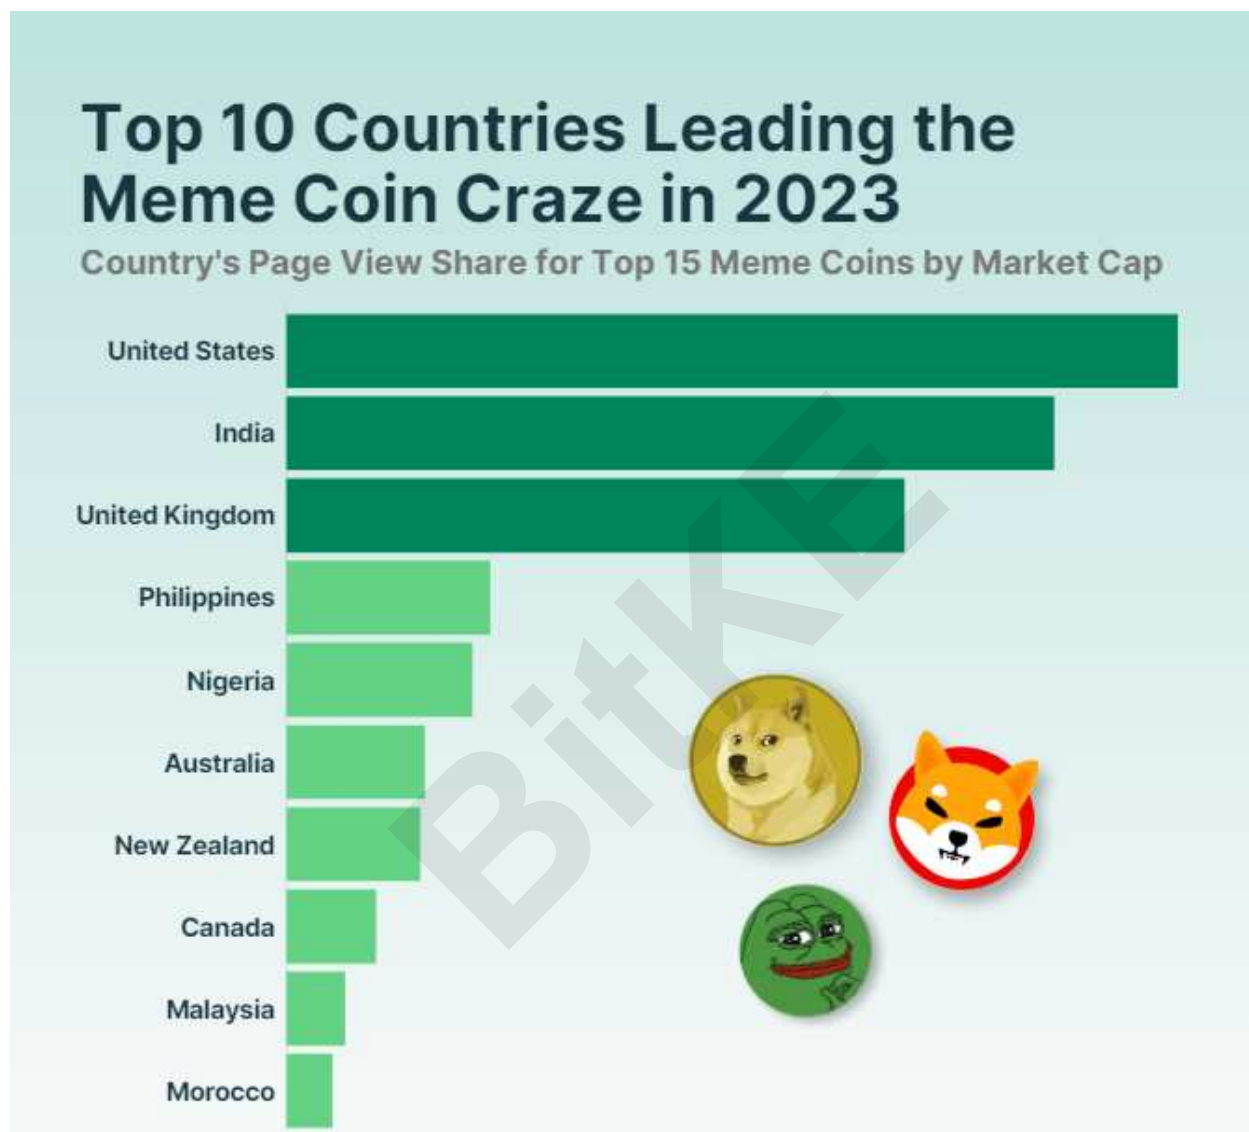 Top 10 Countries Leading the
Meme Coin Craze in 2023
Country's Page View Share for Top 15 Meme Coins by Market Cap
United States
India
United Kingdom
Philippines
Nigeria
Australia
New Zealand
Canada
Malaysia
Morocco
BitKE